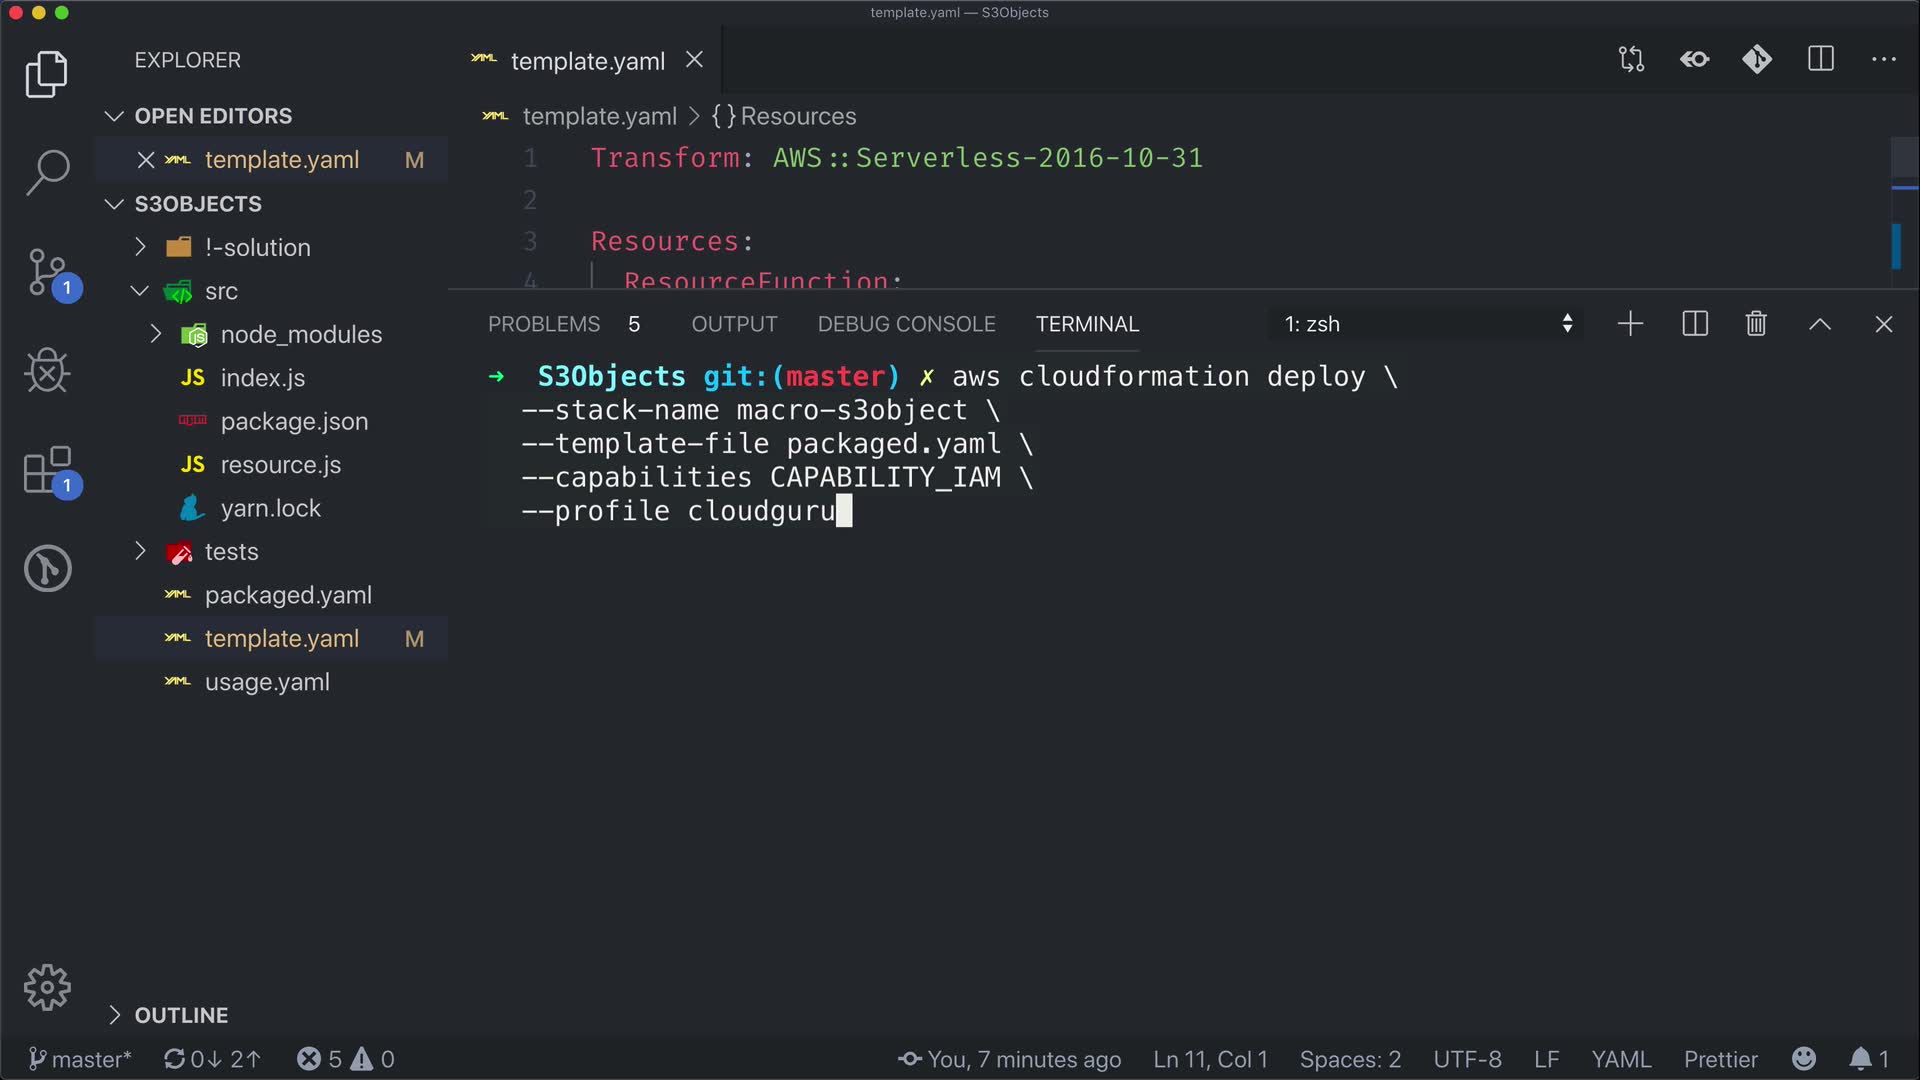 template.yaml — S3Objects
EXPLORER
OPEN EDITORS
template.yaml M
S3OBJECTS
!-solution
src
node_modules
JS index.js
package.json
JS resource.js
yarn.lock
tests
packaged.yaml
template.yaml M
usage.yaml
OUTLINE
1
1
template.yaml
template.yaml > {} Resources
1 Transform: AWS::Serverless-2016-10-31
2
3 Resources:
4 ResourceFunction:
PROBLEMS 5 OUTPUT DEBUG CONSOLE TERMINAL 1: zsh
➜ S3Objects git:(master) ✗ aws cloudformation deploy \
--stack-name macro-s3object \
--template-file packaged.yaml \
--capabilities CAPABILITY_IAM \
--profile cloudguru
master* 0↓ 2↑ 5 0 You, 7 minutes ago Ln 11, Col 1 Spaces: 2 UTF-8 LF YAML Prettier 1